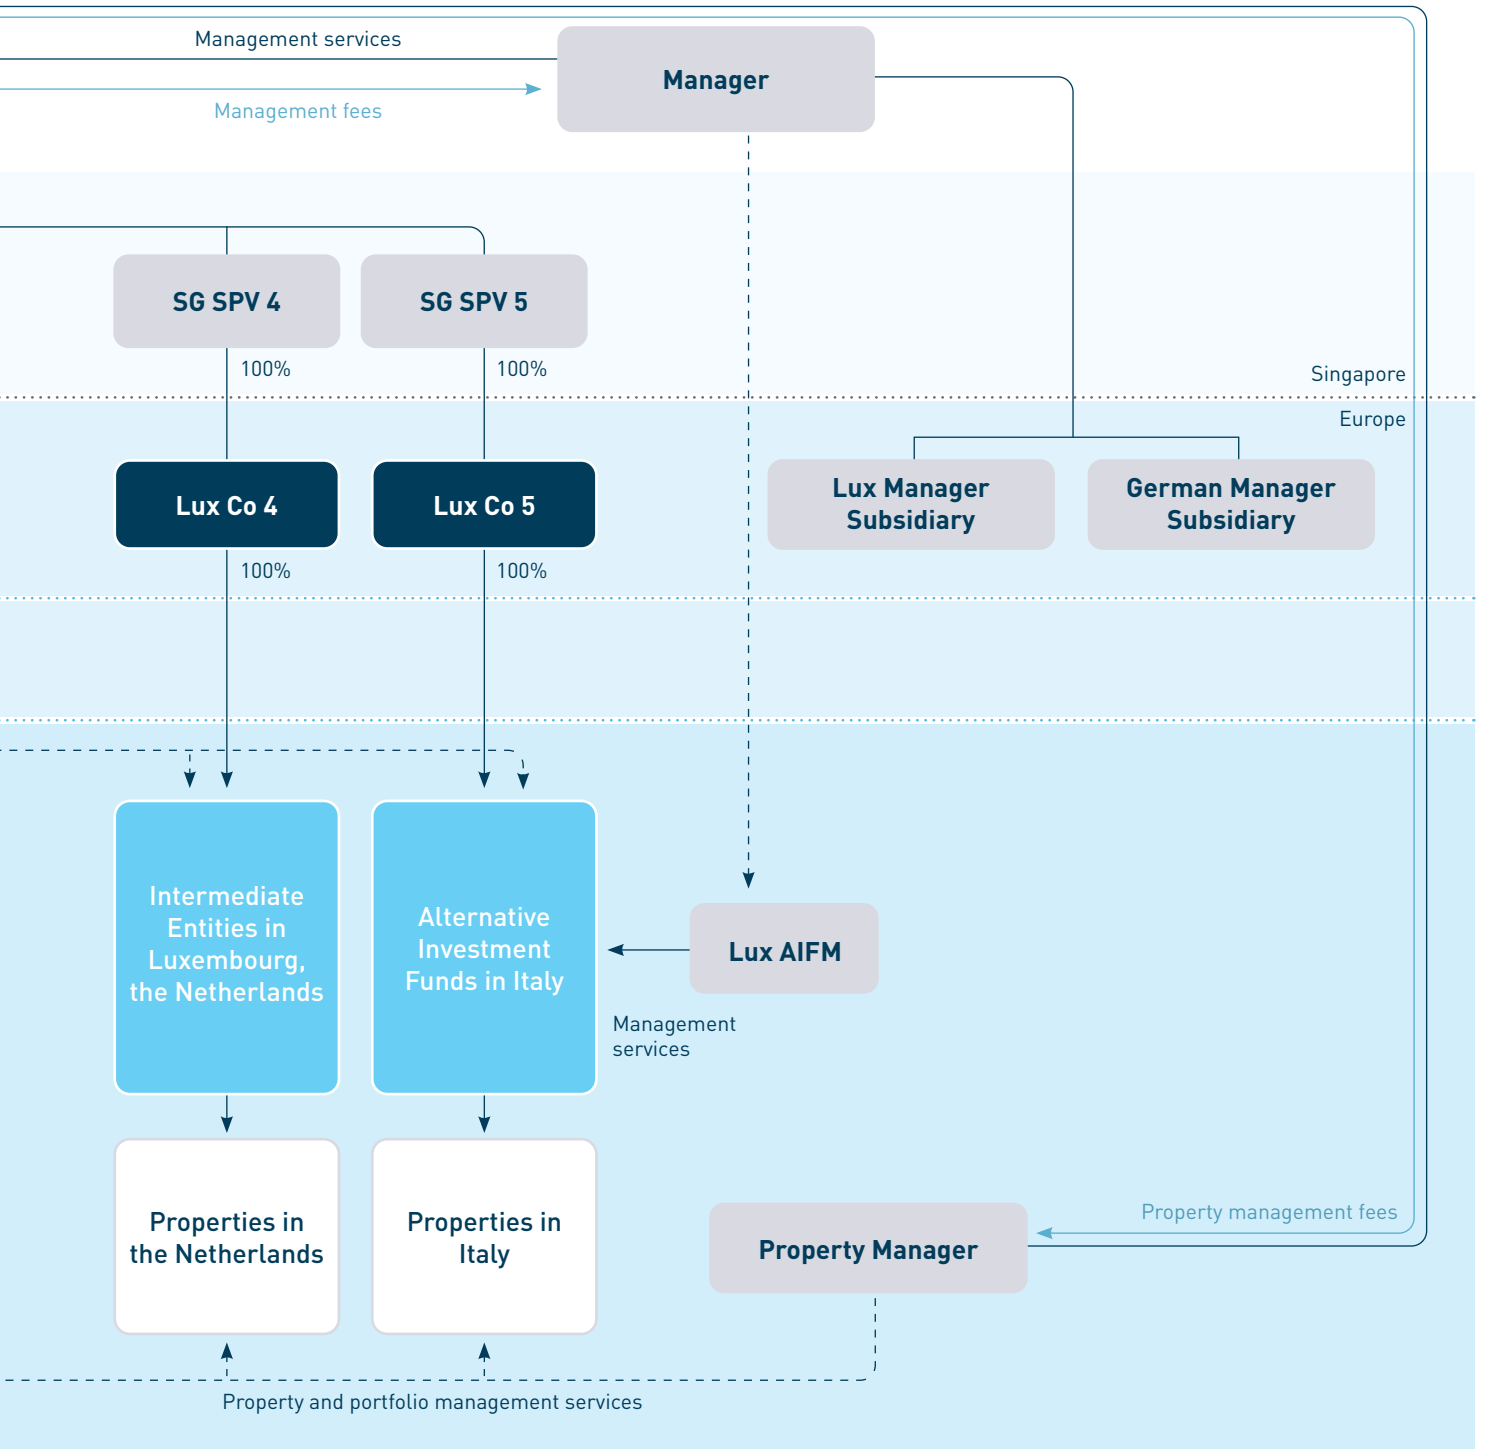 Management services
Manager
Management fees
SG SPV 4
SG SPV 5
100%
100%
Singapore
Europe
Lux Co 4
Lux Co 5
Lux Manager
Subsidiary
German Manager
Subsidiary
100%
100%
Intermediate
Entities in
Luxembourg,
the Netherlands
Alternative
Investment
Funds in Italy
Lux AIFM
Management
services
Properties in
the Netherlands
Properties in
Italy
Property Manager
Property management fees
Property and portfolio management services